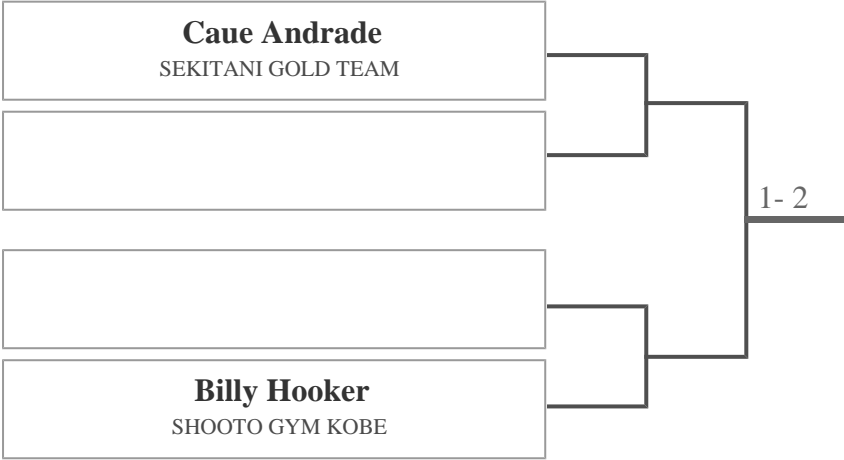 Caue Andrade
SEKITANI GOLD TEAM
1- 2
Billy Hooker
SHOOTO GYM KOBE